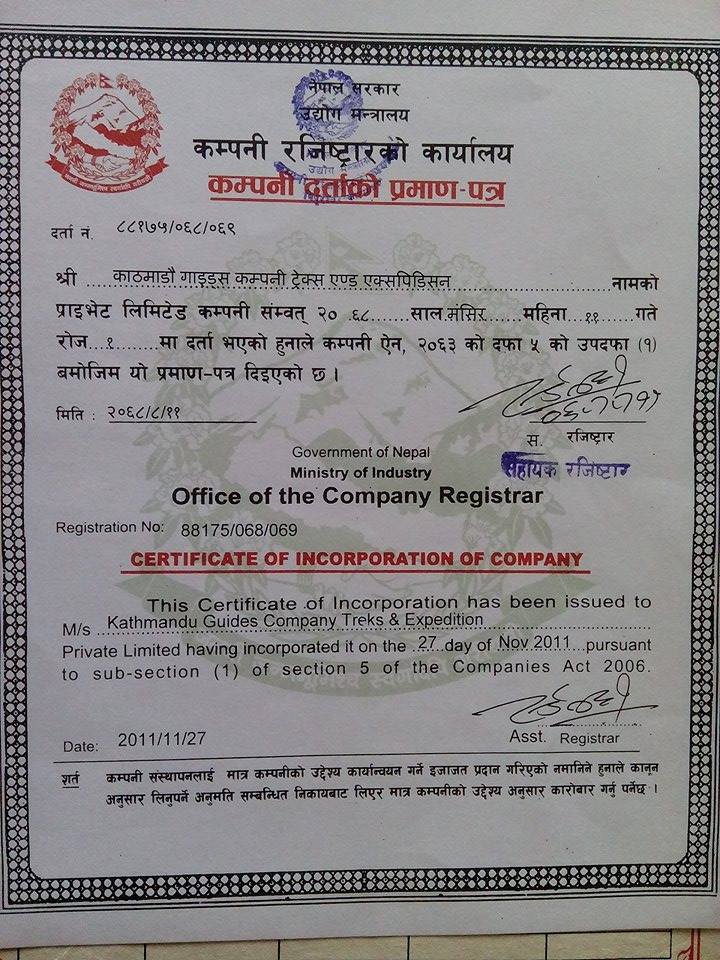 नेपाल सरकार
उद्योग मन्त्रालय
कम्पनी रजिष्ट्रारको कार्यालय
कम्पनी दर्ताको प्रमाण-पत्र
दर्ता नं. ८८१७५/०६८/०६९
श्री ...काठमाडौ गाइड्स कम्पनी ट्रेक्स एण्ड एक्सपिडिसन...नामको
प्राइभेट लिमिटेड कम्पनी सम्वत् २० .६८......साल.मंसिर......महिना...११.....गते
रोज...१........मा दर्ता भएको हुनाले कम्पनी ऐन, २०६३ को दफा ५ को उपदफा (१)
बमोजिम यो प्रमाण-पत्र दिइएको छ ।
मिति : २०६८/८/११
स. रजिष्ट्रार
सहायक रजिष्टार
Government of Nepal
Ministry of Industry
Office of the Company Registrar
Registration No: 88175/068/069
CERTIFICATE OF INCORPORATION OF COMPANY
This Certificate of Incorporation has been issued to
M/s Kathmandu Guides Company Treks & Expedition
Private Limited having incorporated it on the .27..day of Nov.2011...pursuant
to sub-section (1) of section 5 of the Companies Act 2006.
Asst. Registrar
Date: 2011/11/27
शर्त कम्पनी संस्थापनलाई मात्र कम्पनीको उद्देश्य कार्यान्वयन गर्ने इजाजत प्रदान गरिएको नमानिने हुनाले कानून
अनुसार लिनुपर्ने अनुमति सम्बन्धित निकायबाट लिएर मात्र कम्पनीको उद्देश्य अनुसार कारोबार गर्नु पर्नेछ ।